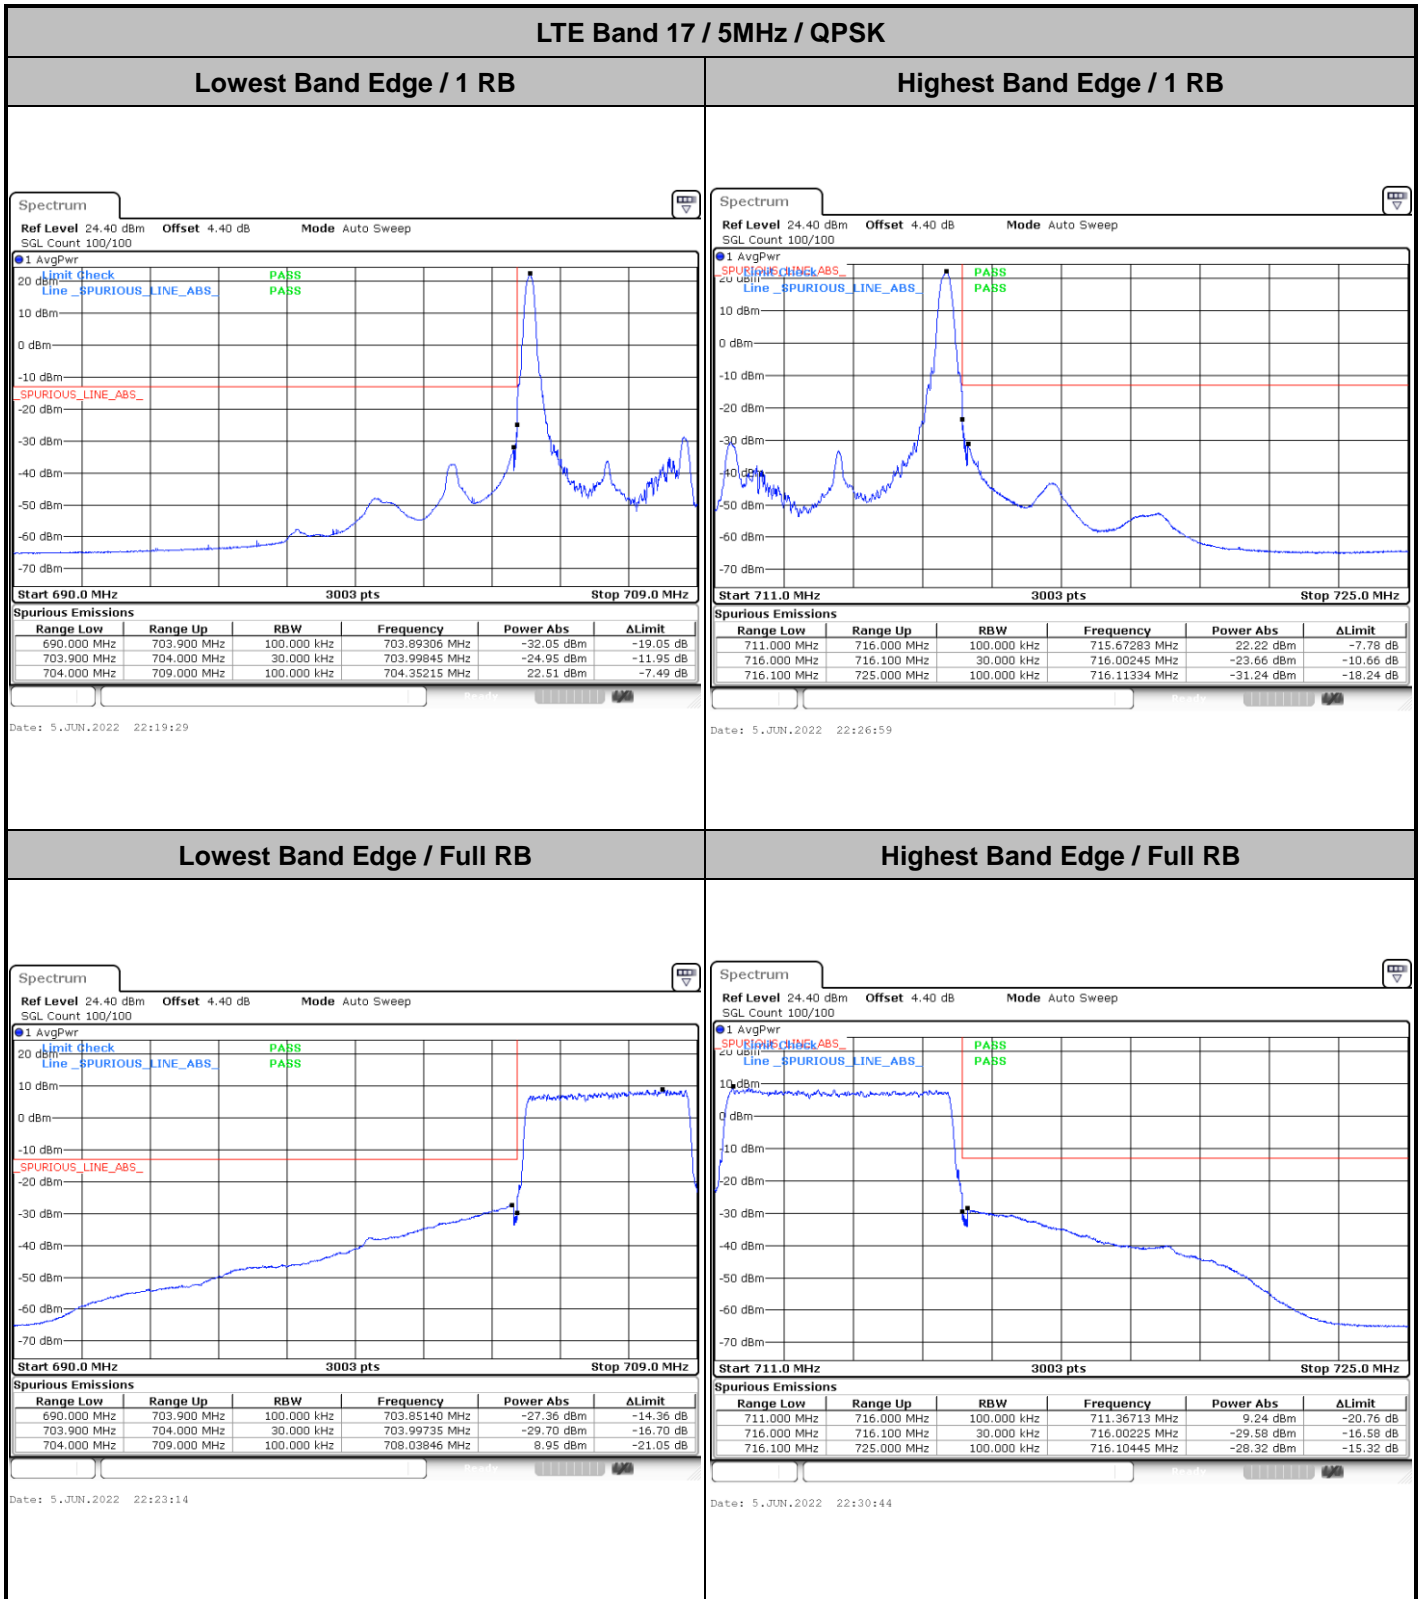 LTE Band 17 / 5MHz / QPSK
Lowest Band Edge / 1 RB
Highest Band Edge / 1 RB
Spectrum
Ref Level 24.40 dBm Offset 4.40 dB Mode Auto Sweep
SGL Count 100/100
1 AvgPwr
Limit Check PASS
20 dBm
Line _SPURIOUS_LINE_ABS_ PASS
10 dBm
0 dBm
-10 dBm
_SPURIOUS_LINE_ABS_
-20 dBm
-30 dBm
-40 dBm
-50 dBm
-60 dBm
-70 dBm
Start 690.0 MHz 3003 pts Stop 709.0 MHz
Spurious Emissions
Range Low Range Up RBW Frequency Power Abs ΔLimit
690.000 MHz 703.900 MHz 100.000 kHz 703.89306 MHz -32.05 dBm -19.05 dB
703.900 MHz 704.000 MHz 30.000 kHz 703.99845 MHz -24.95 dBm -11.95 dB
704.000 MHz 709.000 MHz 100.000 kHz 704.35215 MHz 22.51 dBm -7.49 dB
Ready
Date: 5.JUN.2022 22:19:29
Spectrum
Ref Level 24.40 dBm Offset 4.40 dB Mode Auto Sweep
SGL Count 100/100
1 AvgPwr
_SPURIOUS_LINE_ABS_
Limit Check PASS
20 dBm
Line _SPURIOUS_LINE_ABS_ PASS
10 dBm
0 dBm
-10 dBm
-20 dBm
-30 dBm
-40 dBm
-50 dBm
-60 dBm
-70 dBm
Start 711.0 MHz 3003 pts Stop 725.0 MHz
Spurious Emissions
Range Low Range Up RBW Frequency Power Abs ΔLimit
711.000 MHz 716.000 MHz 100.000 kHz 715.67283 MHz 22.22 dBm -7.78 dB
716.000 MHz 716.100 MHz 30.000 kHz 716.00245 MHz -23.66 dBm -10.66 dB
716.100 MHz 725.000 MHz 100.000 kHz 716.11334 MHz -31.24 dBm -18.24 dB
Ready
Date: 5.JUN.2022 22:26:59
Lowest Band Edge / Full RB
Highest Band Edge / Full RB
Spectrum
Ref Level 24.40 dBm Offset 4.40 dB Mode Auto Sweep
SGL Count 100/100
1 AvgPwr
Limit Check PASS
20 dBm
Line _SPURIOUS_LINE_ABS_ PASS
10 dBm
0 dBm
-10 dBm
_SPURIOUS_LINE_ABS_
-20 dBm
-30 dBm
-40 dBm
-50 dBm
-60 dBm
-70 dBm
Start 690.0 MHz 3003 pts Stop 709.0 MHz
Spurious Emissions
Range Low Range Up RBW Frequency Power Abs ΔLimit
690.000 MHz 703.900 MHz 100.000 kHz 703.85140 MHz -27.36 dBm -14.36 dB
703.900 MHz 704.000 MHz 30.000 kHz 703.99735 MHz -29.70 dBm -16.70 dB
704.000 MHz 709.000 MHz 100.000 kHz 708.03846 MHz 8.95 dBm -21.05 dB
Ready
Date: 5.JUN.2022 22:23:14
Spectrum
Ref Level 24.40 dBm Offset 4.40 dB Mode Auto Sweep
SGL Count 100/100
1 AvgPwr
_SPURIOUS_LINE_ABS_
Limit Check PASS
20 dBm
Line _SPURIOUS_LINE_ABS_ PASS
10 dBm
0 dBm
-10 dBm
-20 dBm
-30 dBm
-40 dBm
-50 dBm
-60 dBm
-70 dBm
Start 711.0 MHz 3003 pts Stop 725.0 MHz
Spurious Emissions
Range Low Range Up RBW Frequency Power Abs ΔLimit
711.000 MHz 716.000 MHz 100.000 kHz 711.36713 MHz 9.24 dBm -20.76 dB
716.000 MHz 716.100 MHz 30.000 kHz 716.00225 MHz -29.58 dBm -16.58 dB
716.100 MHz 725.000 MHz 100.000 kHz 716.10445 MHz -28.32 dBm -15.32 dB
Ready
Date: 5.JUN.2022 22:30:44